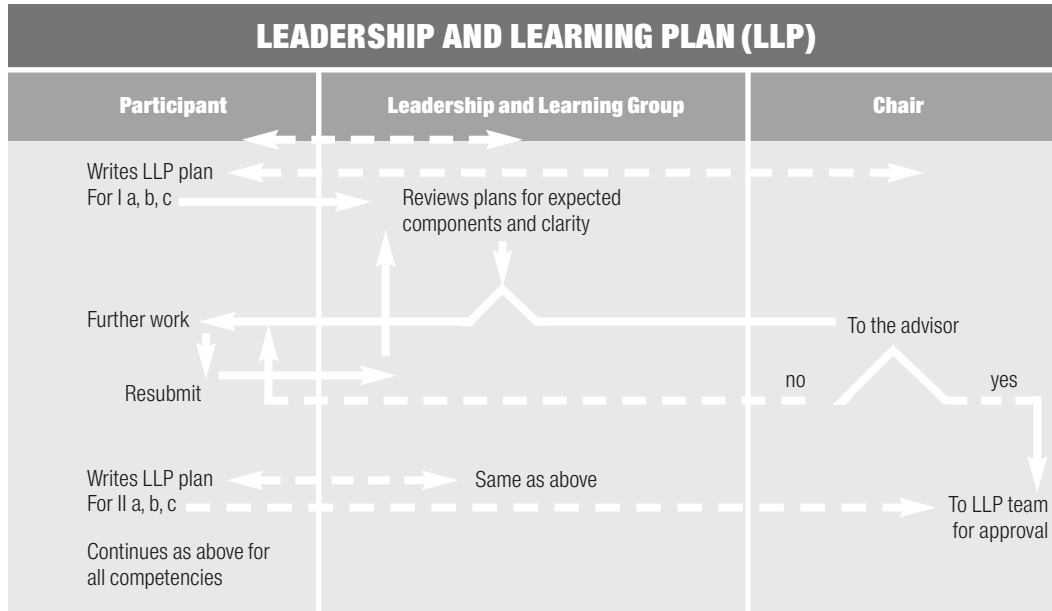 LEADERSHIP AND LEARNING PLAN (LLP)
Participant
Leadership and Learning Group
Chair
Writes LLP plan
For I a, b, c
Reviews plans for expected
components and clarity
Further work
To the advisor
Resubmit
no
yes
Writes LLP plan
For II a, b, c
Same as above
To LLP team
for approval
Continues as above for
all competencies